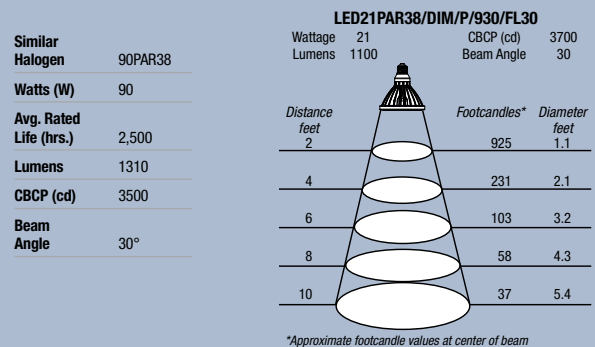 Similar
Halogen 90PAR38
Watts (W) 90
Avg. Rated
Life (hrs.) 2,500
Lumens 1310
CBCP (cd) 3500
Beam
Angle 30°
LED21PAR38/DIM/P/930/FL30
Wattage 21 CBCP (cd) 3700
Lumens 1100 Beam Angle 30
Distance Footcandles* Diameter
feet feet
2 925 1.1
4 231 2.1
6 103 3.2
8 58 4.3
10 37 5.4
*Approximate footcandle values at center of beam